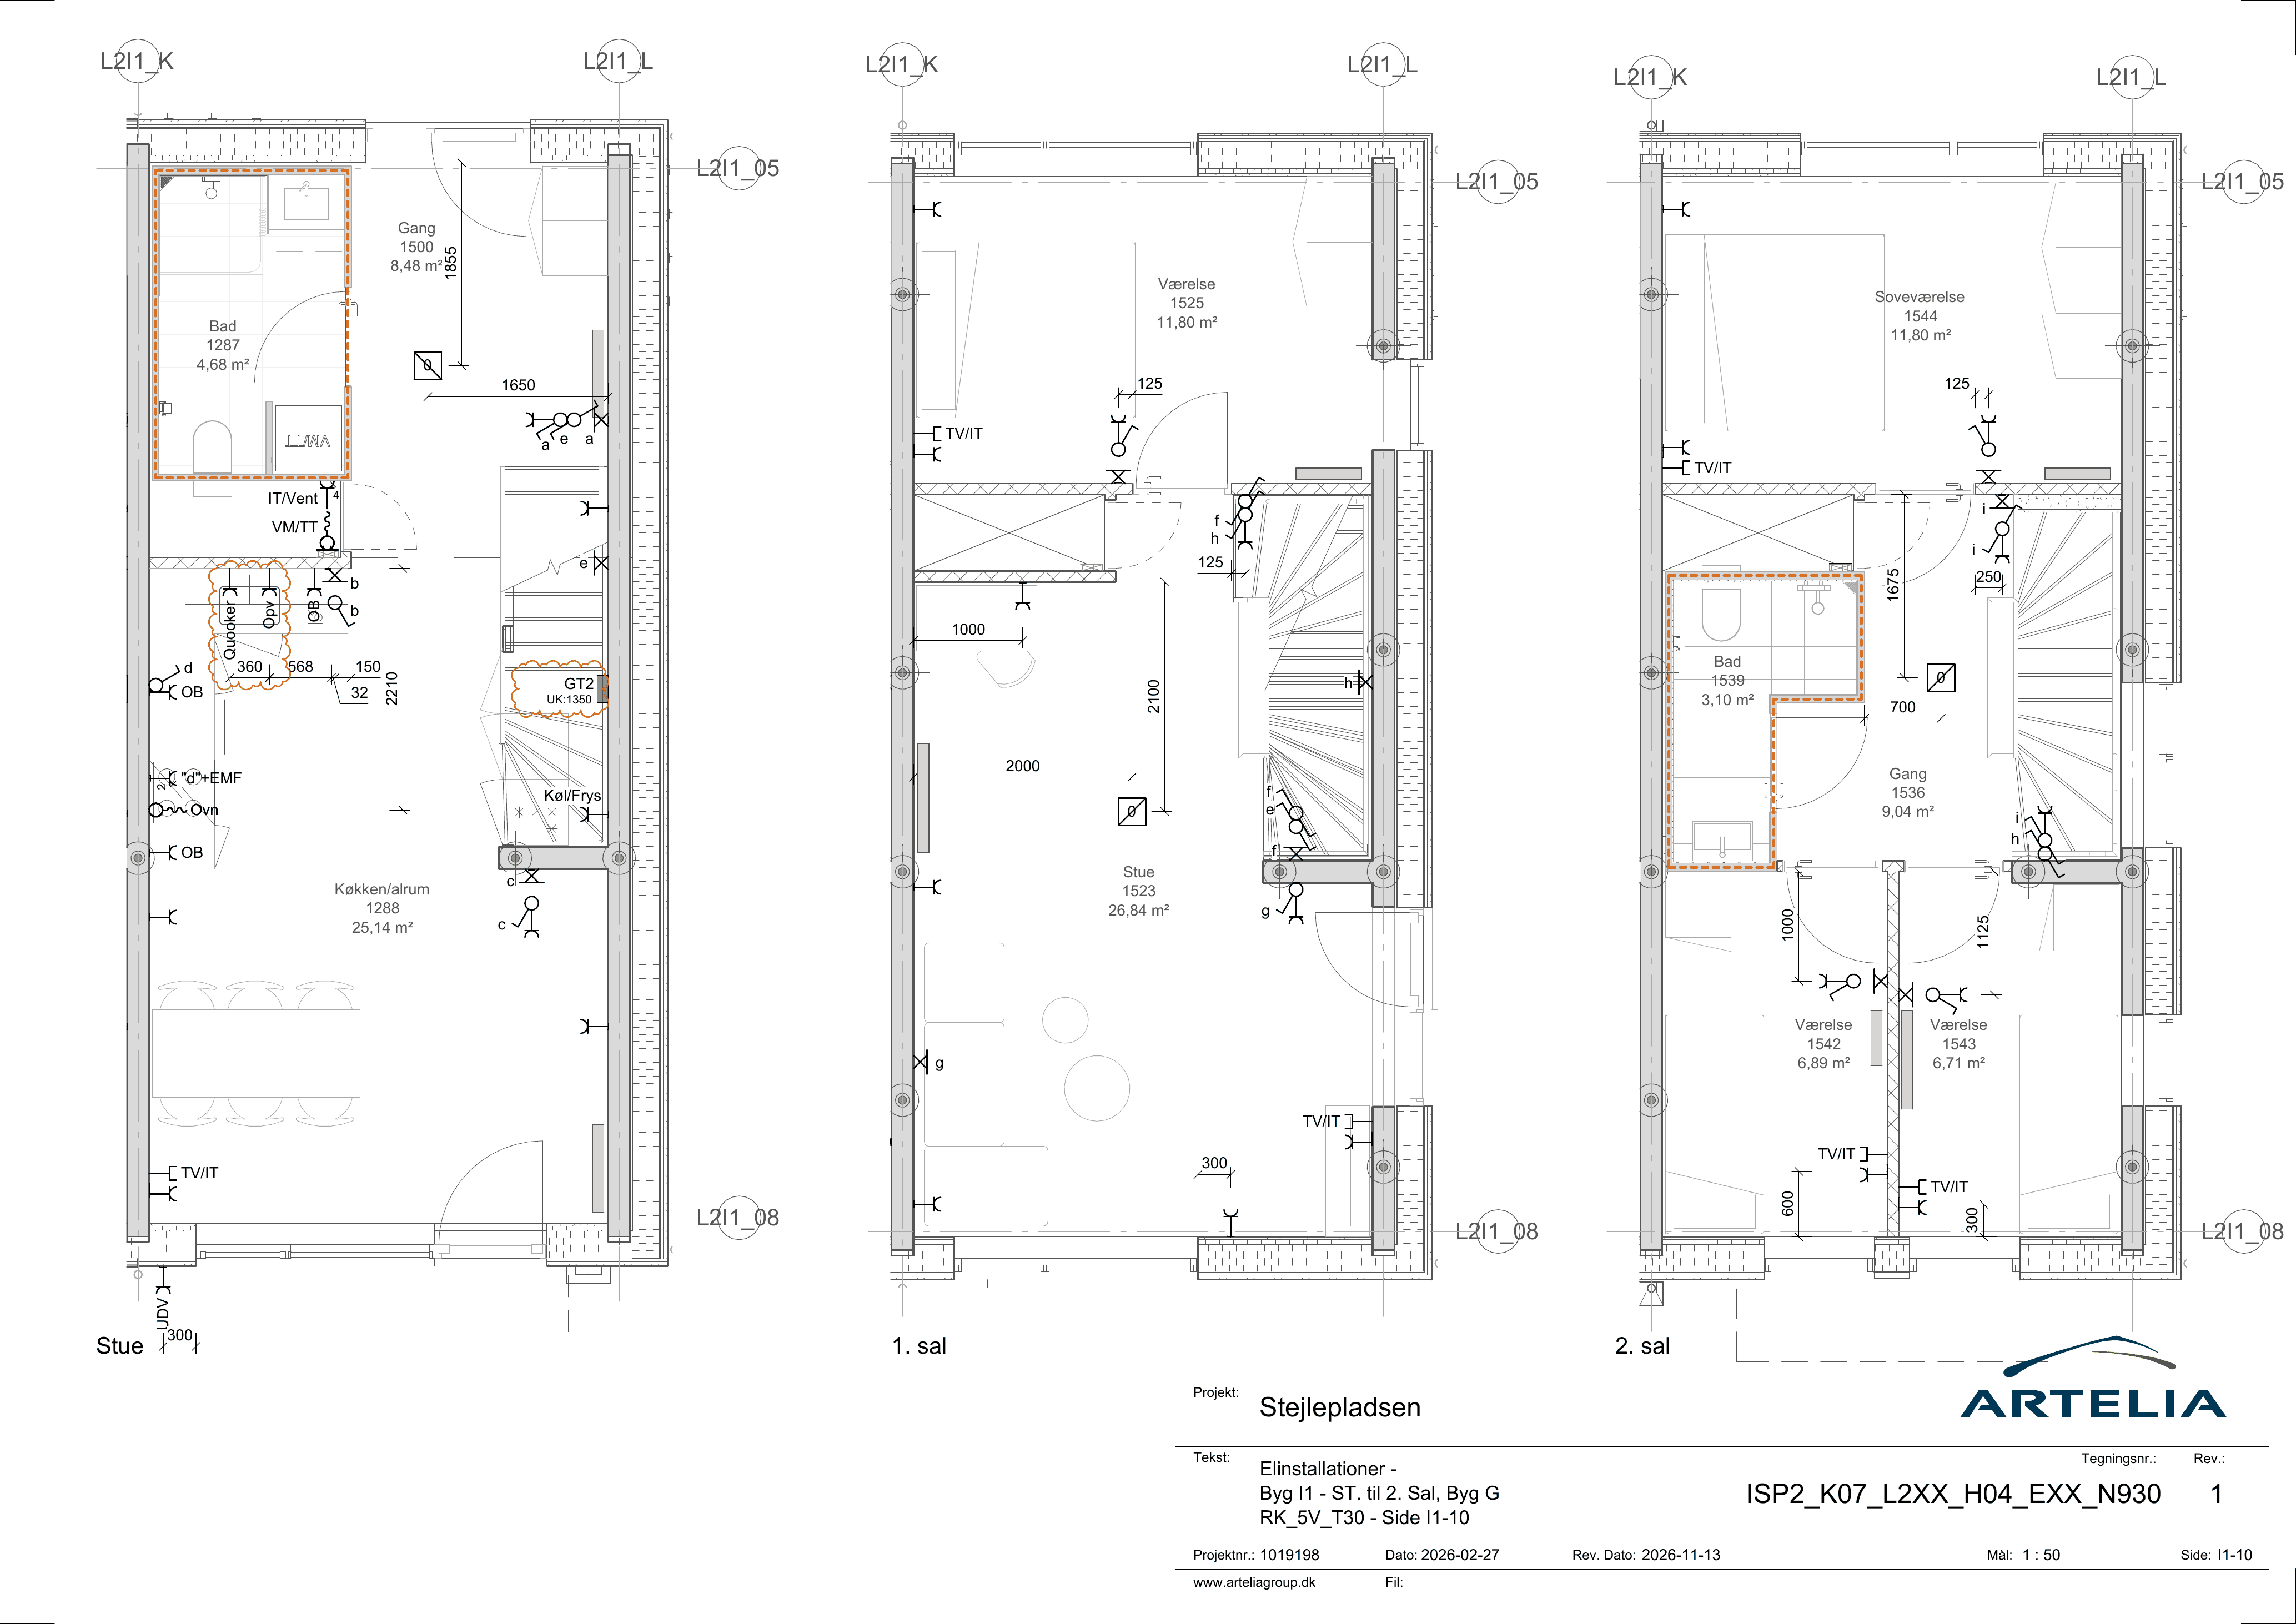 L2I1_K
L2I1_L
L2I1_05
Gang
1500
8,48 m²
1855
Bad
1287
4,68 m²
1650
a
e
a
VM/TT
IT/Vent
4
VM/TT
e
b
b
Quooker
Opv
OB
d
OB
360
568
150
32
2210
GT2
UK:1350
"d"+EMF
2
Ovn
Køl/Frys
OB
c
c
Køkken/alrum
1288
25,14 m²
TV/IT
L2I1_08
UDV
300
Stue
L2I1_K
L2I1_L
L2I1_05
Værelse
1525
11,80 m²
125
TV/IT
f
h
125
1000
2100
h
2000
f
e
f
Stue
1523
26,84 m²
g
g
TV/IT
300
L2I1_08
1. sal
L2I1_K
L2I1_L
L2I1_05
Soveværelse
1544
11,80 m²
125
TV/IT
i
i
250
1675
Bad
1539
3,10 m²
700
Gang
1536
9,04 m²
i
h
1000
1125
Værelse
1542
6,89 m²
Værelse
1543
6,71 m²
TV/IT
TV/IT
600
300
L2I1_08
2. sal
ARTELIA
Projekt:
Stejlepladsen
Tekst:
Elinstallationer -
Byg I1 - ST. til 2. Sal, Byg G
RK_5V_T30 - Side I1-10
Tegningsnr.: Rev.:
ISP2_K07_L2XX_H04_EXX_N930 1
Projektnr.: 1019198 Dato: 2026-02-27 Rev. Dato: 2026-11-13 Mål: 1 : 50 Side: I1-10
www.arteliagroup.dk Fil: